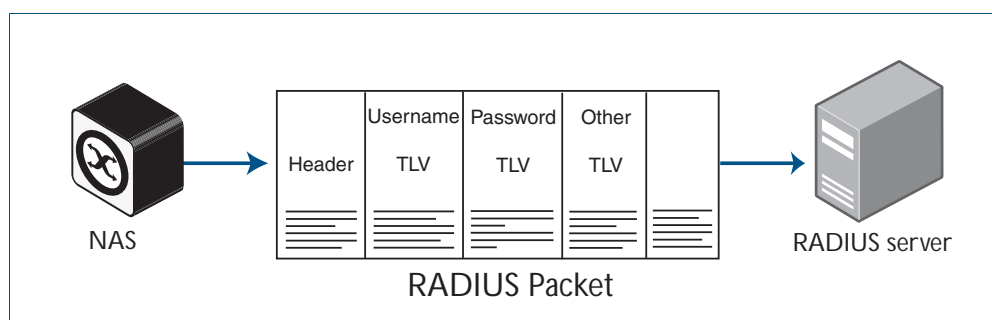 Username Password Other
Header TLV TLV TLV
NAS
RADIUS server
RADIUS Packet